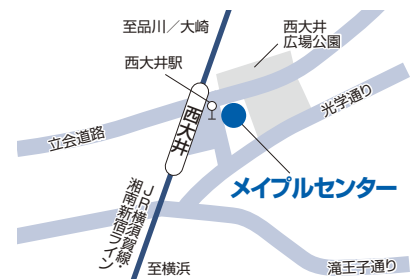 至品川／大崎
西大井
広場公園
西大井駅
光学通り
立会道路
西大井
メイプルセンター
JR横須賀線・
湘南新宿ライン
至横浜
滝王子通り